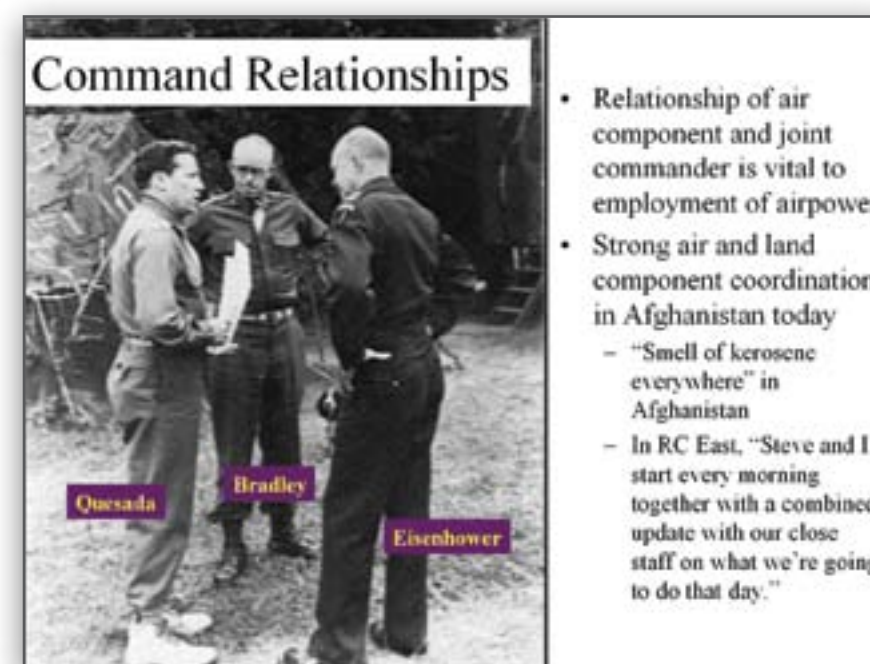 Command Relationships
Quesada
Bradley
Eisenhower
• Relationship of air
component and joint
commander is vital to
employment of airpowe
• Strong air and land
component coordination
in Afghanistan today
– “Smell of kerosene
everywhere” in
Afghanistan
– In RC East, “Steve and I
start every morning
together with a combined
update with our close
staff on what we’re going
to do that day.”